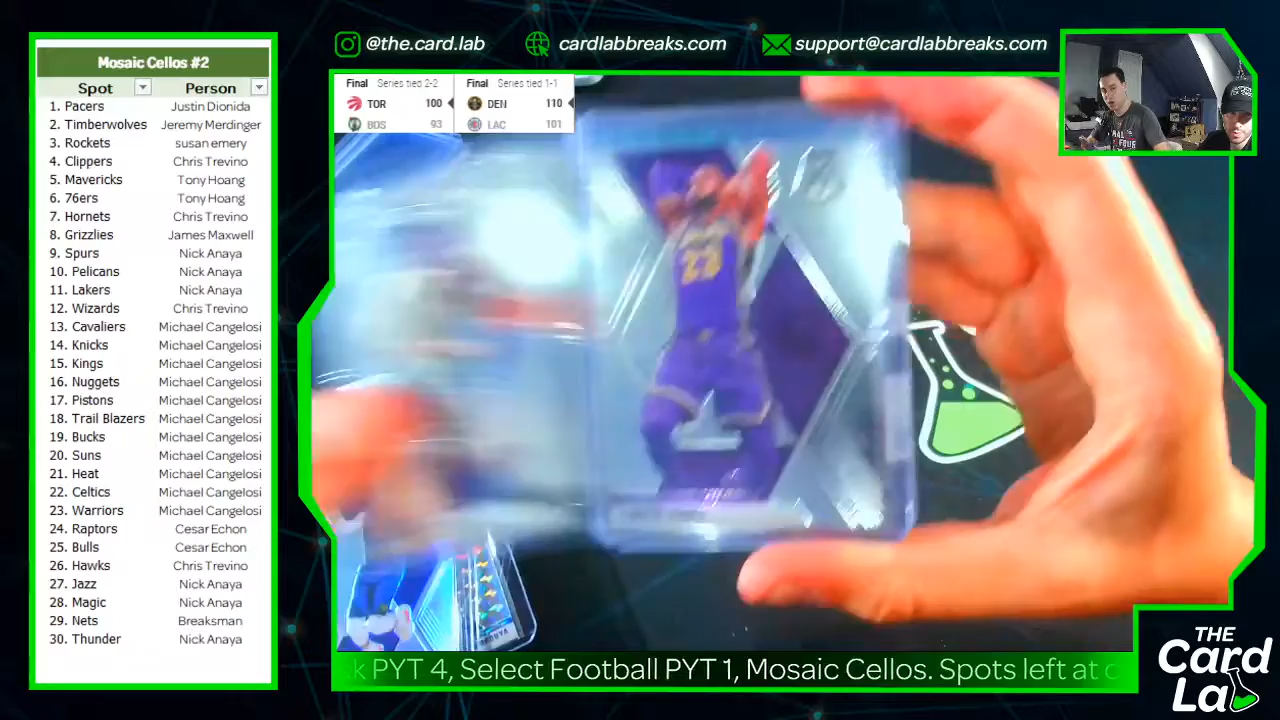 @the.card.lab
cardlabbreaks.com
support@cardlabbreaks.com
Mosaic Cellos #2
Spot Person
1. Pacers Justin Dionida
2. Timberwolves Jeremy Merdinger
3. Rockets susan emery
4. Clippers Chris Trevino
5. Mavericks Tony Hoang
6. 76ers Tony Hoang
7. Hornets Chris Trevino
8. Grizzlies James Maxwell
9. Spurs Nick Anaya
10. Pelicans Nick Anaya
11. Lakers Nick Anaya
12. Wizards Chris Trevino
13. Cavaliers Michael Cangelosi
14. Knicks Michael Cangelosi
15. Kings Michael Cangelosi
16. Nuggets Michael Cangelosi
17. Pistons Michael Cangelosi
18. Trail Blazers Michael Cangelosi
19. Bucks Michael Cangelosi
20. Suns Michael Cangelosi
21. Heat Michael Cangelosi
22. Celtics Michael Cangelosi
23. Warriors Michael Cangelosi
24. Raptors Cesar Echon
25. Bulls Cesar Echon
26. Hawks Chris Trevino
27. Jazz Nick Anaya
28. Magic Nick Anaya
29. Nets Breaksman
30. Thunder Nick Anaya
Final Series tied 2-2
TOR 100
BOS 93
Final Series tied 1-1
DEN 110
LAC 101
23
k PYT 4, Select Football PYT 1, Mosaic Cellos. Spots left at c
THE
Card
Lab